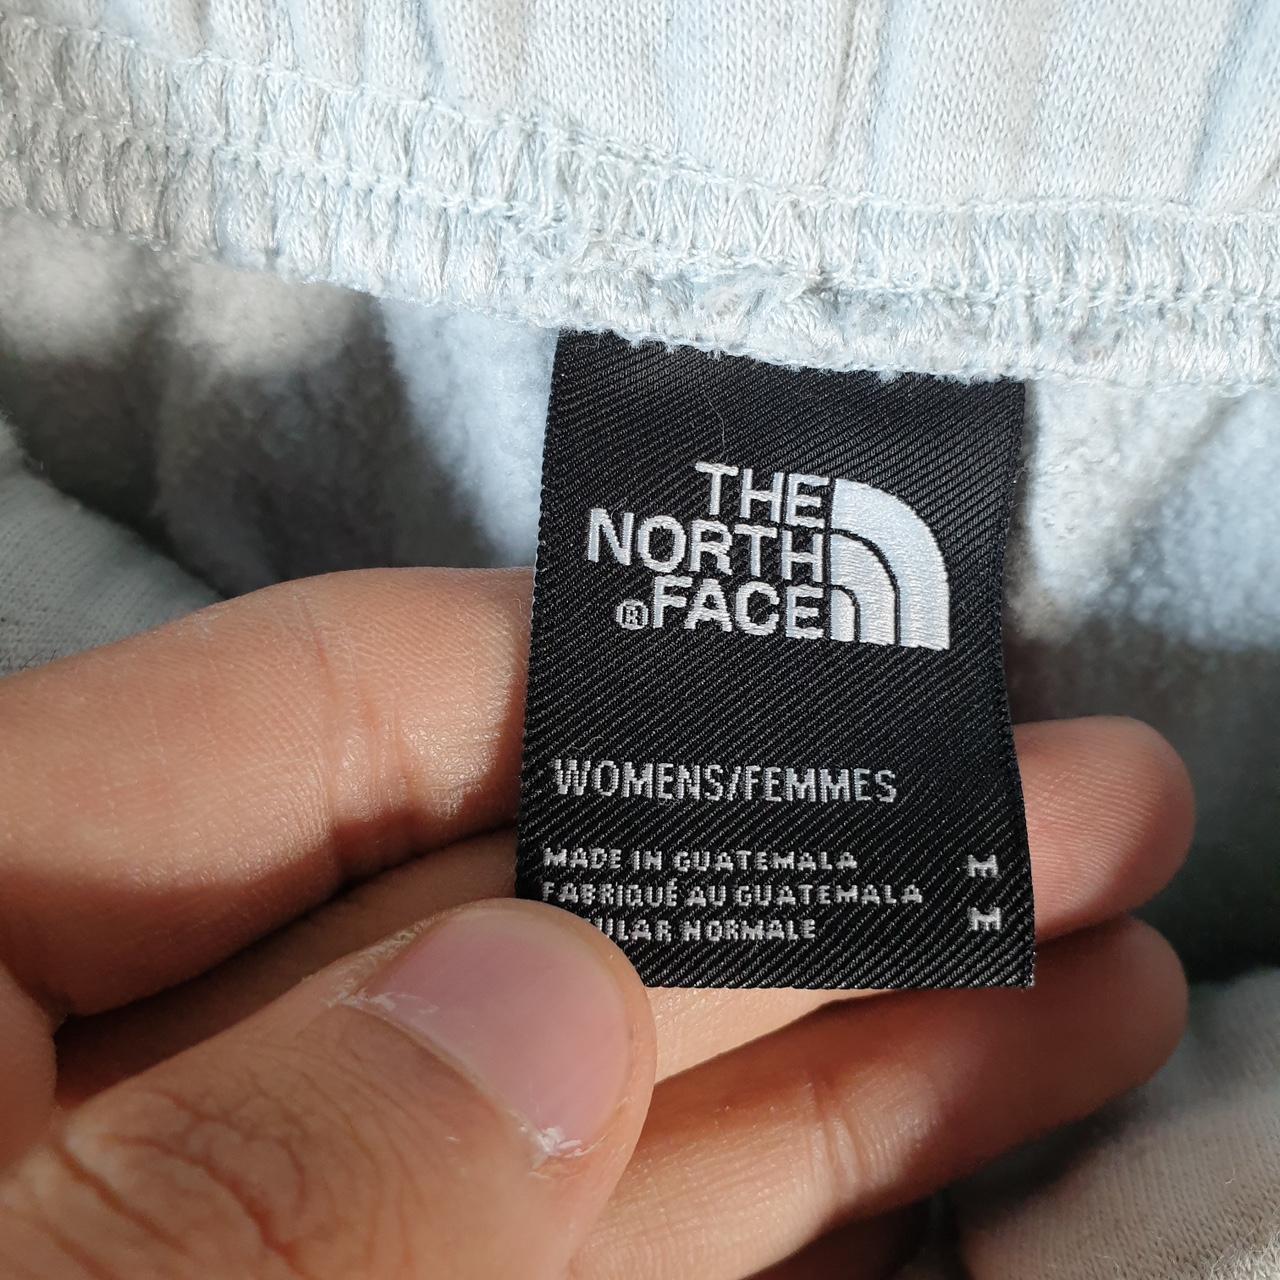 THE
NORTH
®FACE
WOMENS/FEMMES
MADE IN GUATEMALA M
FABRIQUÉ AU GUATEMALA M
NORMALE